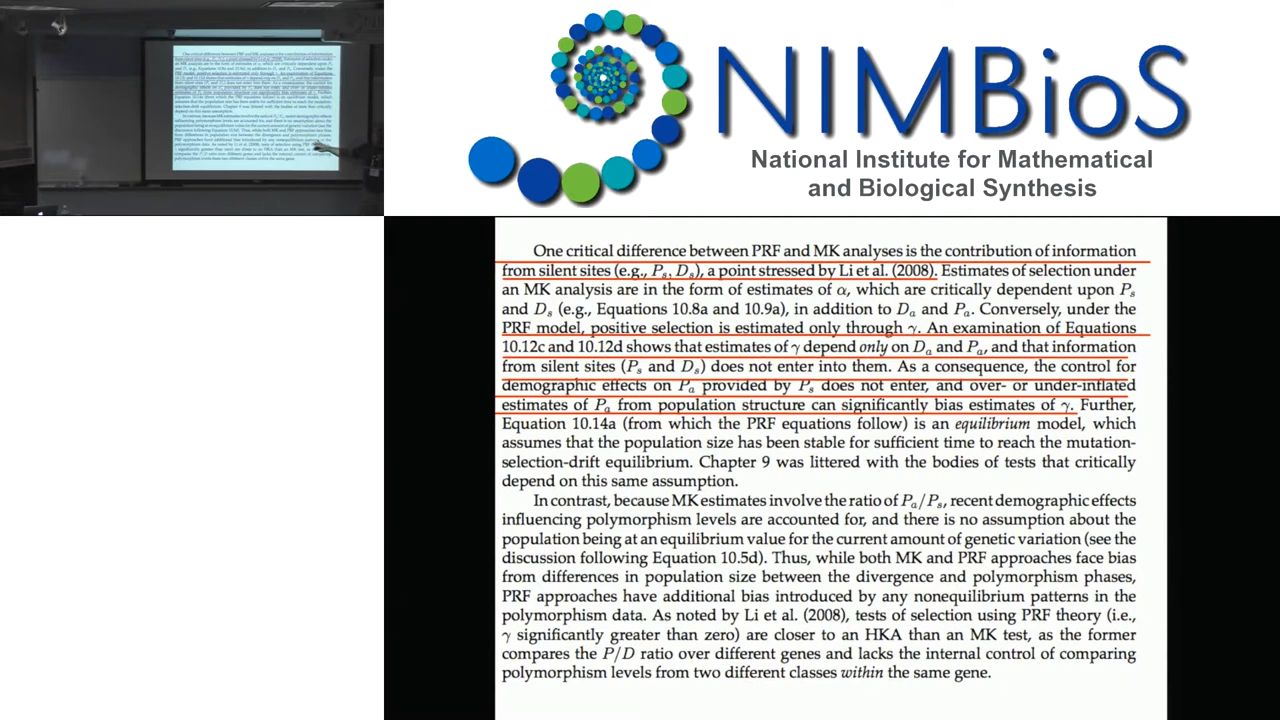 NIMBioS
National Institute for Mathematical
and Biological Synthesis
One critical difference between PRF and MK analyses is the contribution of information
from silent sites (e.g., Ps, Ds), a point stressed by Li et al. (2008). Estimates of selection under
an MK analysis are in the form of estimates of α, which are critically dependent upon Ps
and Ds (e.g., Equations 10.8a and 10.9a), in addition to Da and Pa. Conversely, under the
PRF model, positive selection is estimated only through γ. An examination of Equations
10.12c and 10.12d shows that estimates of γ depend only on Da and Pa, and that information
from silent sites (Ps and Ds) does not enter into them. As a consequence, the control for
demographic effects on Pa provided by Ps does not enter, and over- or under-inflated
estimates of Pa from population structure can significantly bias estimates of γ. Further,
Equation 10.14a (from which the PRF equations follow) is an equilibrium model, which
assumes that the population size has been stable for sufficient time to reach the mutation-
selection-drift equilibrium. Chapter 9 was littered with the bodies of tests that critically
depend on this same assumption.
In contrast, because MK estimates involve the ratio of Pa/Ps, recent demographic effects
influencing polymorphism levels are accounted for, and there is no assumption about the
population being at an equilibrium value for the current amount of genetic variation (see the
discussion following Equation 10.5d). Thus, while both MK and PRF approaches face bias
from differences in population size between the divergence and polymorphism phases,
PRF approaches have additional bias introduced by any nonequilibrium patterns in the
polymorphism data. As noted by Li et al. (2008), tests of selection using PRF theory (i.e.,
γ significantly greater than zero) are closer to an HKA than an MK test, as the former
compares the P/D ratio over different genes and lacks the internal control of comparing
polymorphism levels from two different classes within the same gene.